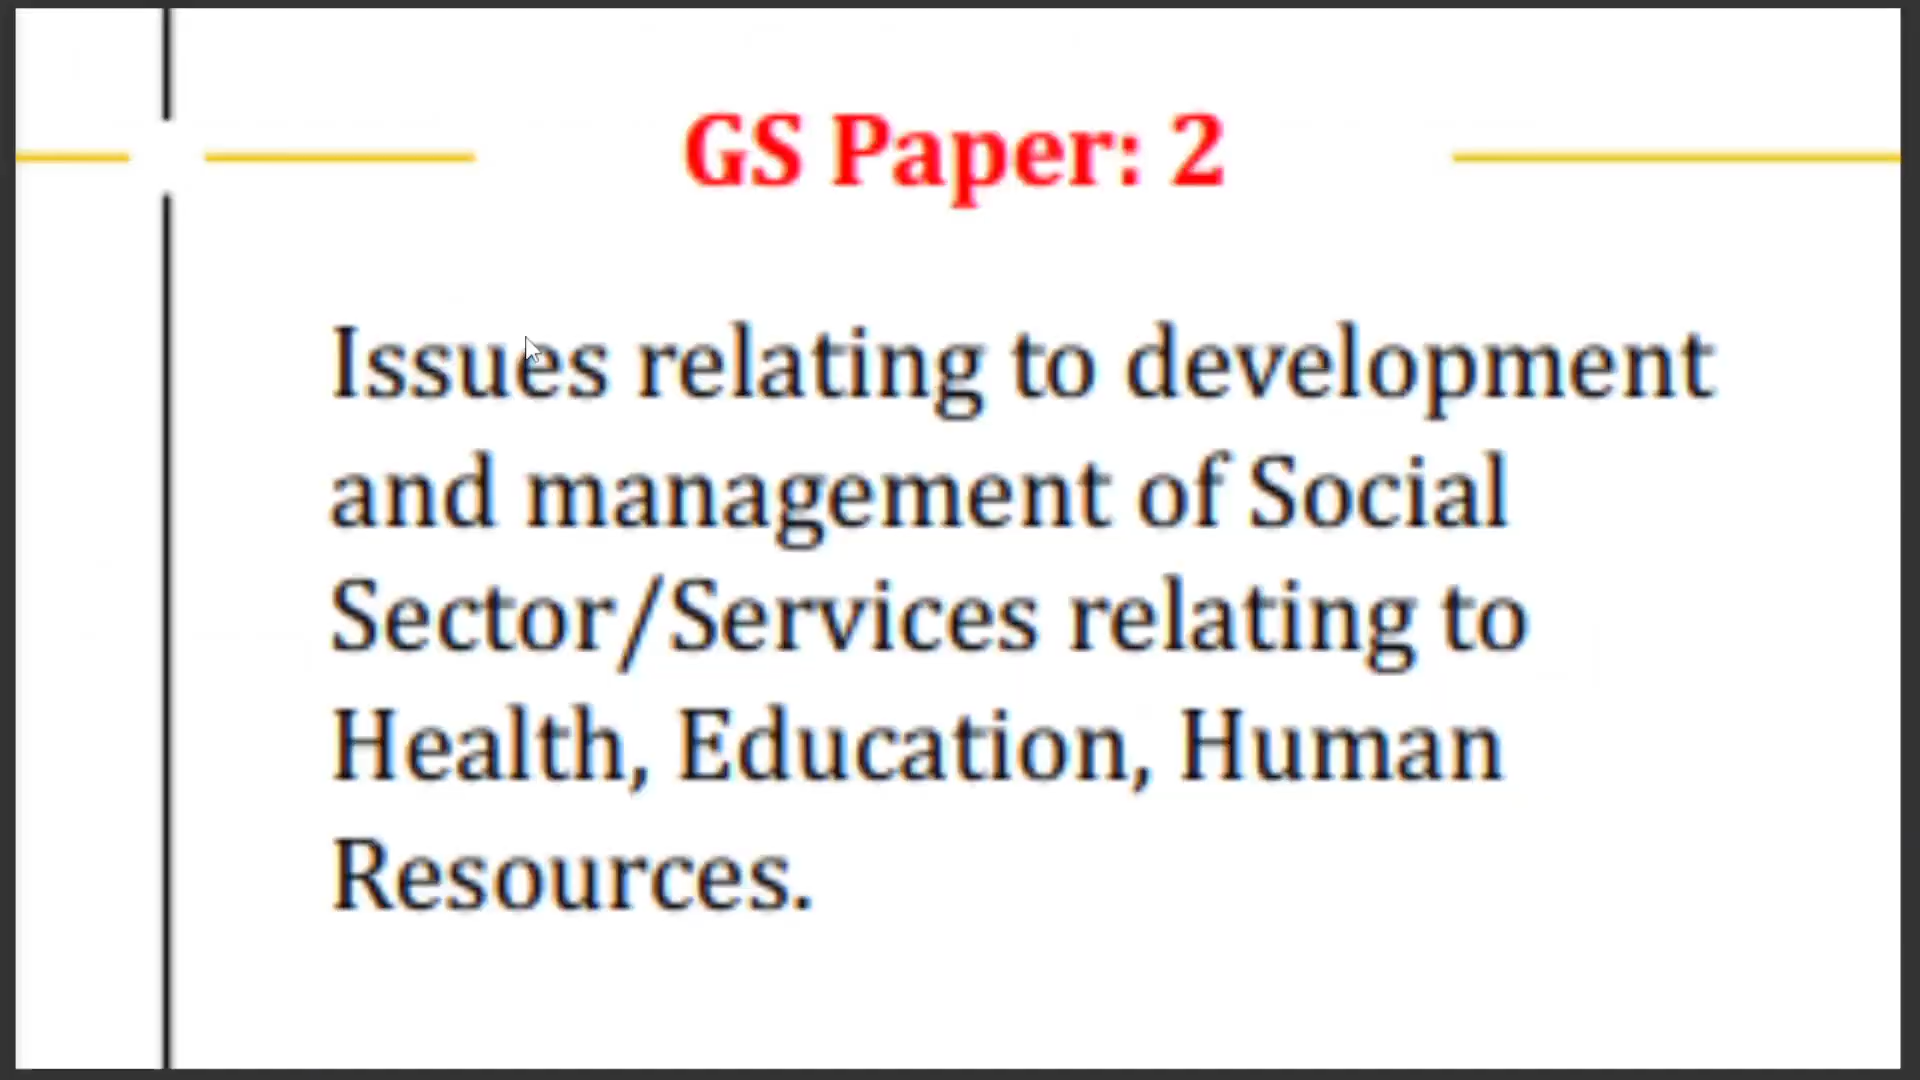 GS Paper: 2
Issues relating to development
and management of Social
Sector/Services relating to
Health, Education, Human
Resources.